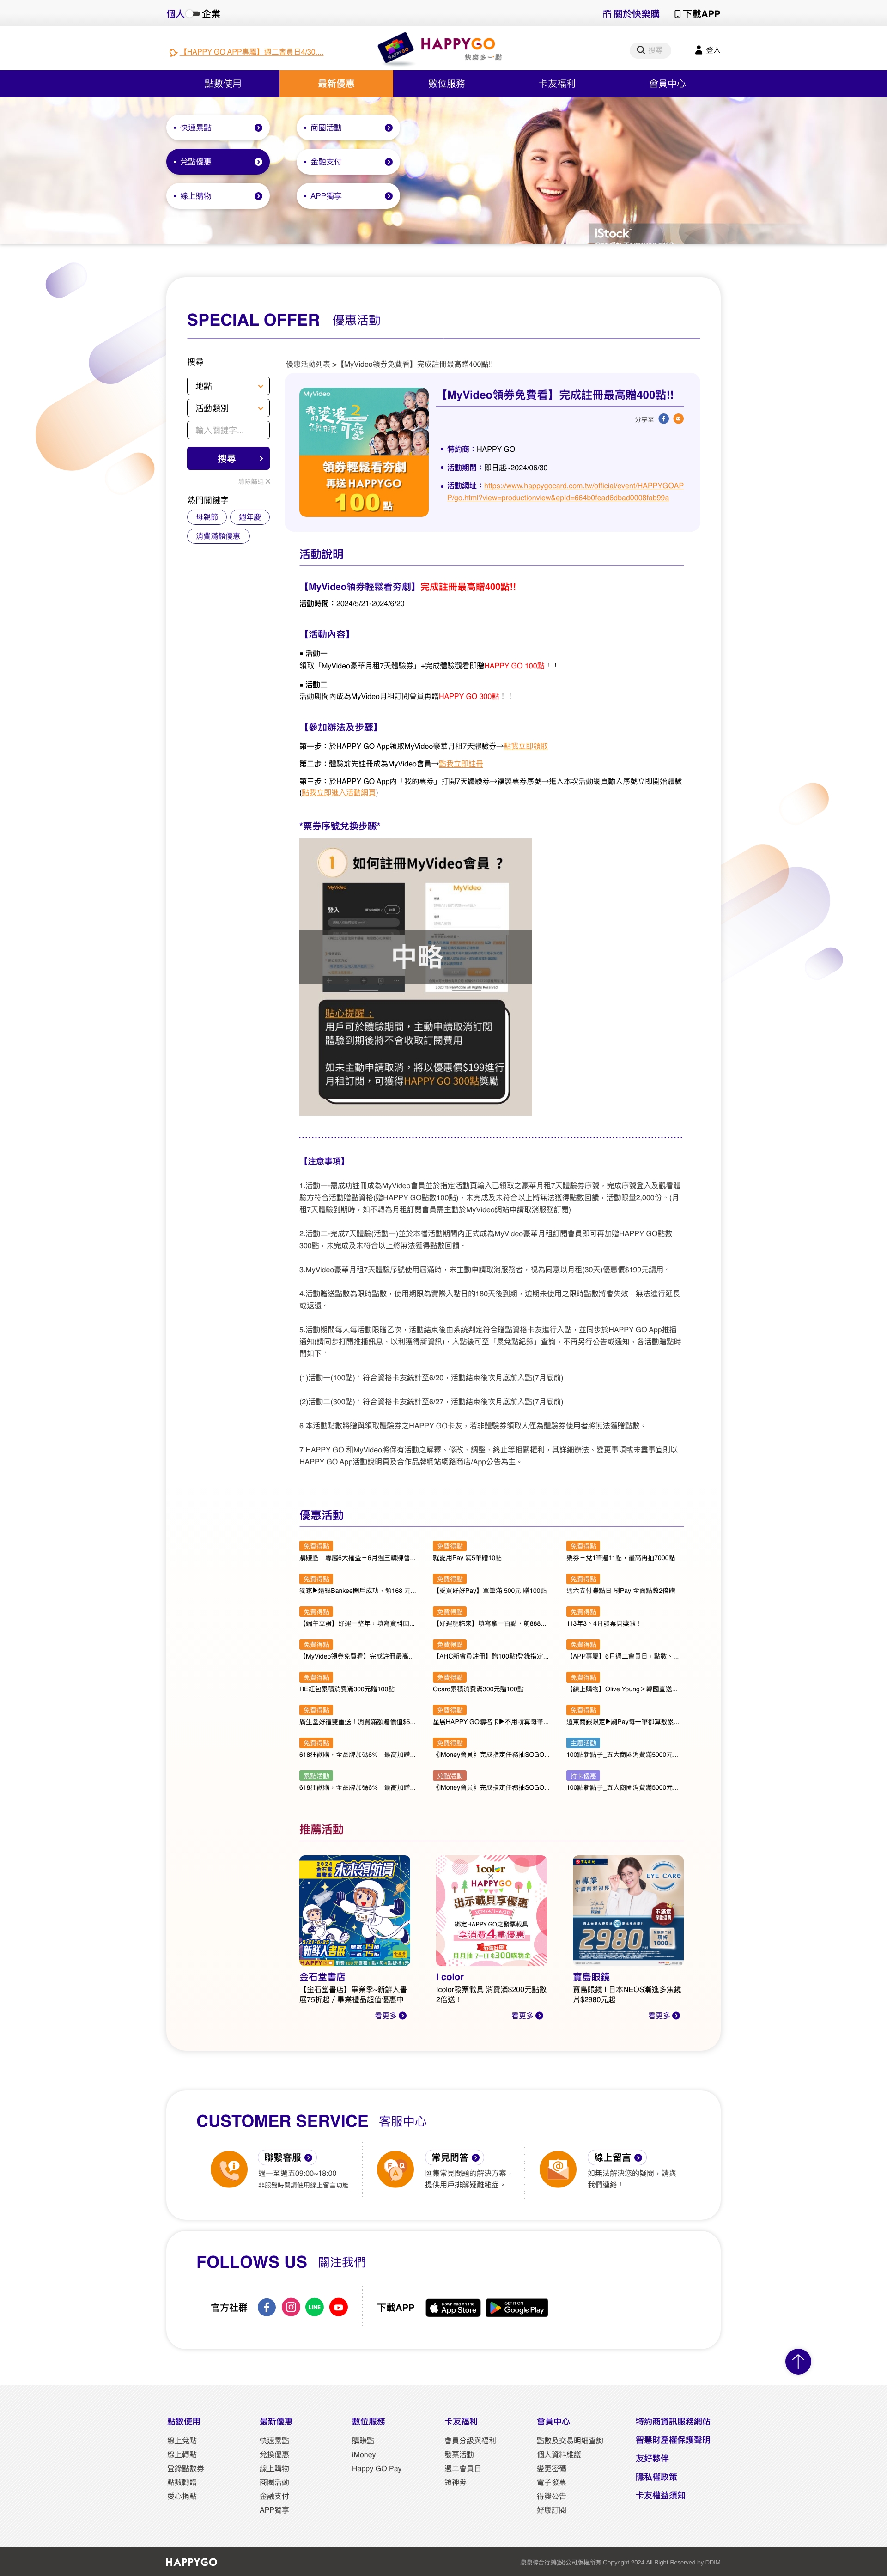 個人 企業
關於快樂購 下載APP
【HAPPY GO APP專屬】週二會員日4/30....
HAPPYGO
快樂多一點
搜尋
登入
點數使用 最新優惠 數位服務 卡友福利 會員中心
快速累點
商圈活動
兌點優惠
金融支付
線上購物
APP獨享
iStock
SPECIAL OFFER 優惠活動
搜尋
地點
活動類別
輸入關鍵字...
搜尋
清除篩選
熱門關鍵字
母親節 週年慶
消費滿額優惠
優惠活動列表 >【MyVideo領券免費看】完成註冊最高贈400點!!
MyVideo
我的婆婆怎麼那麼可愛2
領券輕鬆看夯劇
再送 HAPPYGO
100點
【MyVideo領券免費看】完成註冊最高贈400點!!
分享至
特約商：HAPPY GO
活動期間：即日起~2024/06/30
活動網址：https://www.happygocard.com.tw/official/event/HAPPYGOAP
P/go.html?view=productionview&epId=664b0fead6dbad0008fab99a
活動說明
【MyVideo領券輕鬆看夯劇】完成註冊最高贈400點!!
活動時間：2024/5/21-2024/6/20
【活動內容】
活動一
領取「MyVideo豪華月租7天體驗券」+完成體驗觀看即贈HAPPY GO 100點！！
活動二
活動期間內成為MyVideo月租訂閱會員再贈HAPPY GO 300點！！
【參加辦法及步驟】
第一步：於HAPPY GO App領取MyVideo豪華月租7天體驗券→點我立即領取
第二步：體驗前先註冊成為MyVideo會員→點我立即註冊
第三步：於HAPPY GO App內「我的票券」打開7天體驗券→複製票券序號→進入本次活動網頁輸入序號立即開始體驗
(點我立即進入活動網頁)
*票券序號兌換步驟*
1 如何註冊MyVideo會員 ?
MyVideo
登入
MyVideo
中略
貼心提醒 :
用戶可於體驗期間，主動申請取消訂閱
體驗到期後將不會收取訂閱費用
如未主動申請取消，將以優惠價$199進行
月租訂閱，可獲得HAPPY GO 300點獎勵
【注意事項】
1.活動一-需成功註冊成為MyVideo會員並於指定活動頁輸入已領取之豪華月租7天體驗券序號，完成序號登入及觀看體
驗方符合活動贈點資格(贈HAPPY GO點數100點)，未完成及未符合以上將無法獲得點數回饋，活動限量2,000份。(月
租7天體驗到期時，如不轉為月租訂閱會員需主動於MyVideo網站申請取消服務訂閱)
2.活動二-完成7天體驗(活動一)並於本檔活動期間內正式成為MyVideo豪華月租訂閱會員即可再加贈HAPPY GO點數
300點，未完成及未符合以上將無法獲得點數回饋。
3.MyVideo豪華月租7天體驗序號使用屆滿時，未主動申請取消服務者，視為同意以月租(30天)優惠價$199元續用。
4.活動贈送點數為限時點數，使用期限為實際入點日的180天後到期，逾期未使用之限時點數將會失效，無法進行延長
或返還。
5.活動期間每人每活動限贈乙次，活動結束後由系統判定符合贈點資格卡友進行入點，並同步於HAPPY GO App推播
通知(請同步打開推播訊息，以利獲得新資訊)，入點後可至「累兌點紀錄」查詢，不再另行公告或通知，各活動贈點時
間如下：
(1)活動一(100點)：符合資格卡友統計至6/20，活動結束後次月底前入點(7月底前)
(2)活動二(300點)：符合資格卡友統計至6/27，活動結束後次月底前入點(7月底前)
6.本活動點數將贈與領取體驗券之HAPPY GO卡友，若非體驗券領取人僅為體驗券使用者將無法獲贈點數。
7.HAPPY GO 和MyVideo將保有活動之解釋、修改、調整、終止等相關權利，其詳細辦法、變更事項或未盡事宜則以
HAPPY GO App活動說明頁及合作品牌網站網路商店/App公告為主。
優惠活動
免費得點 免費得點 免費得點
購賺點｜專屬6大權益－6月週三購賺會... 就愛用Pay 滿5筆贈10點 樂券－兌1筆贈11點，最高再抽7000點
免費得點 免費得點 免費得點
獨家▶遠銀Bankee開戶成功，領168 元... 【愛買好好Pay】單筆滿 500元 贈100點 週六支付賺點日 刷Pay 全面點數2倍贈
免費得點 免費得點 免費得點
【端午立蛋】好運一整年，填寫資料回... 【好運龍粽來】填寫拿一百點，前888... 113年3、4月發票開獎啦！
免費得點 免費得點 免費得點
【MyVideo領券免費看】完成註冊最高... 【AHC新會員註冊】贈100點!登錄指定... 【APP專屬】6月週二會員日，點數、...
免費得點 免費得點 免費得點
RE紅包累積消費滿300元贈100點 Ocard累積消費滿300元贈100點 【線上購物】Olive Young＞韓國直送...
免費得點 免費得點 免費得點
廣生堂好禮雙重送！消費滿額贈價值$5... 星展HAPPY GO聯名卡▶不用綁算每筆... 遠東商銀限定▶刷Pay每一筆都算數累...
免費得點 免費得點 主題活動
618狂歡購，全品牌加碼6%｜最高加贈... 《iMoney會員》完成指定任務抽SOGO... 100點新點子_五大商圈消費滿5000元...
累點活動 兌點活動 持卡優惠
618狂歡購，全品牌加碼6%｜最高加贈... 《iMoney會員》完成指定任務抽SOGO... 100點新點子_五大商圈消費滿5000元...
推薦活動
2024
金石堂
畢業季
未來領航員
新鮮人書展
1color
×
HAPPYGO
出示載具享優惠
綁定HAPPY GO之發票載具
享消費4重優惠
月月抽7-11$300購物金
EYE CARE
2980
金石堂書店
【金石堂書店】畢業季~新鮮人書
展75折起 / 畢業禮品超值優惠中
看更多
I color
Icolor發票載具 消費滿$200元點數
2倍送！
看更多
寶島眼鏡
寶島眼鏡 I 日本NEOS漸進多焦鏡
片$2980元起
看更多
CUSTOMER SERVICE 客服中心
聯繫客服
週一至週五09:00~18:00
非服務時間請使用線上留言功能
常見問答
匯集常見問題的解決方案，
提供用戶排解疑難雜症。
線上留言
如無法解決您的疑問，請與
我們連絡！
FOLLOWS US 關注我們
官方社群
LINE
下載APP
Download on the
App Store
GET IT ON
Google Play
點數使用
線上兌點
線上轉點
登錄點數劵
點數轉贈
愛心捐點
最新優惠
快速累點
兌換優惠
線上購物
商圈活動
金融支付
APP獨享
數位服務
購賺點
iMoney
Happy GO Pay
卡友福利
會員分級與福利
發票活動
週二會員日
領神劵
會員中心
點數及交易明細查詢
個人資料維護
變更密碼
電子發票
得獎公告
好康訂閱
特約商資訊服務網站
智慧財產權保護聲明
友好夥伴
隱私權政策
卡友權益須知
HAPPYGO
鼎鼎聯合行銷(股)公司版權所有 Copyright 2024 All Right Reserved by DDIM